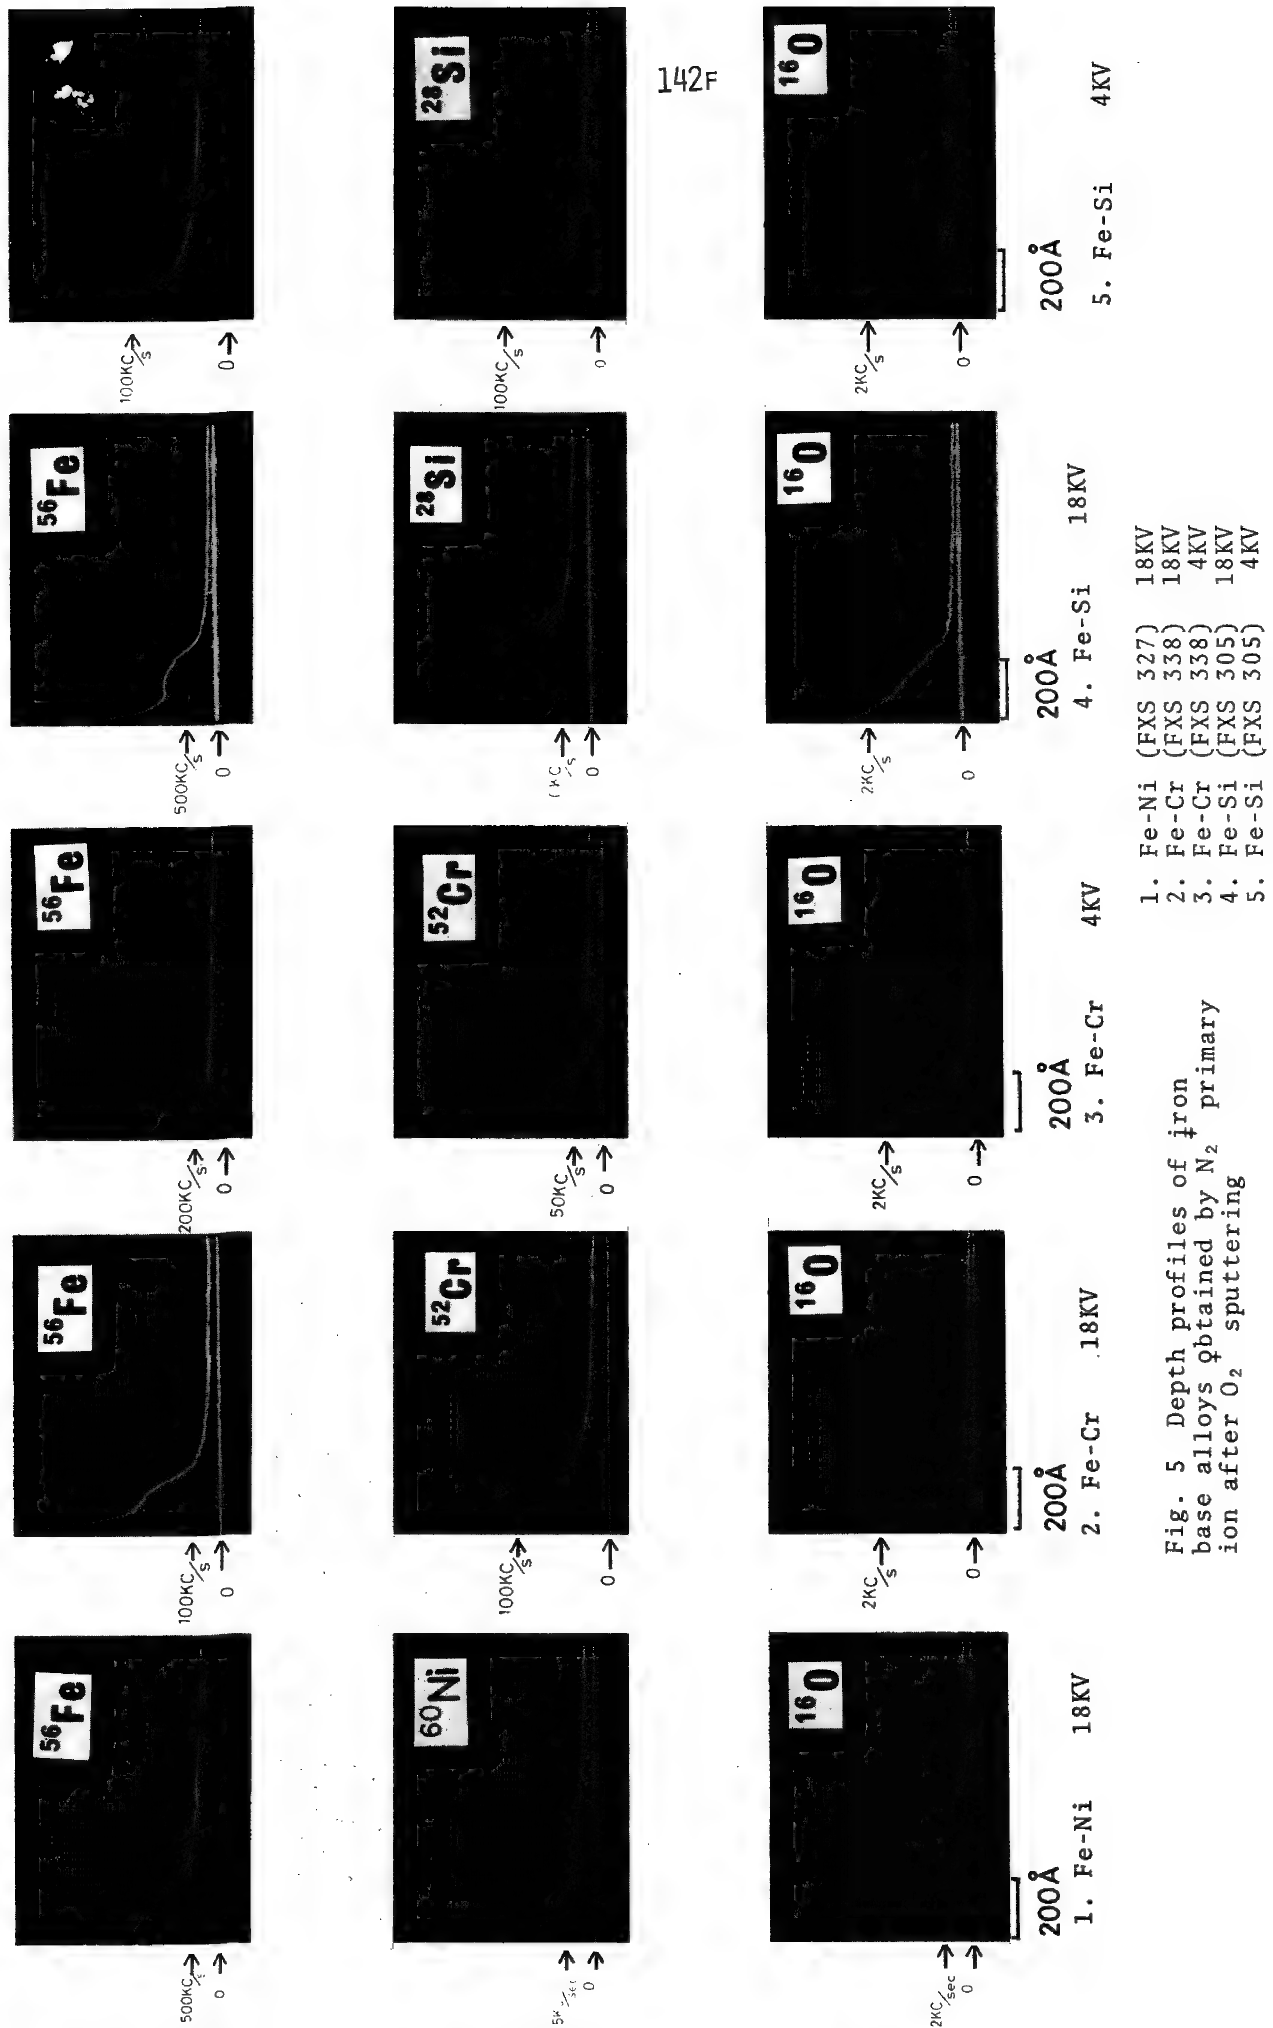 142F
56Fe
500KC/s
0
60Ni
0
16O
2KC/sec
0
200Å
1. Fe-Ni 18KV
56Fe
100KC/s
0
52Cr
100KC/s
0
16O
2KC/s
0
200Å
2. Fe-Cr 18KV
56Fe
200KC/s
0
52Cr
50KC/s
0
16O
2KC/s
0
200Å
3. Fe-Cr 4KV
56Fe
500KC/s
0
28Si
0
16O
2KC/s
0
200Å
4. Fe-Si 18KV
100KC/s
0
28Si
100KC/s
0
16O
2KC/s
0
200Å
5. Fe-Si 4KV
Fig. 5 Depth profiles of iron
base alloys obtained by N2+ primary
ion after O2+ sputtering
1. Fe-Ni (FXS 327) 18KV
2. Fe-Cr (FXS 338) 18KV
3. Fe-Cr (FXS 338) 4KV
4. Fe-Si (FXS 305) 18KV
5. Fe-Si (FXS 305) 4KV